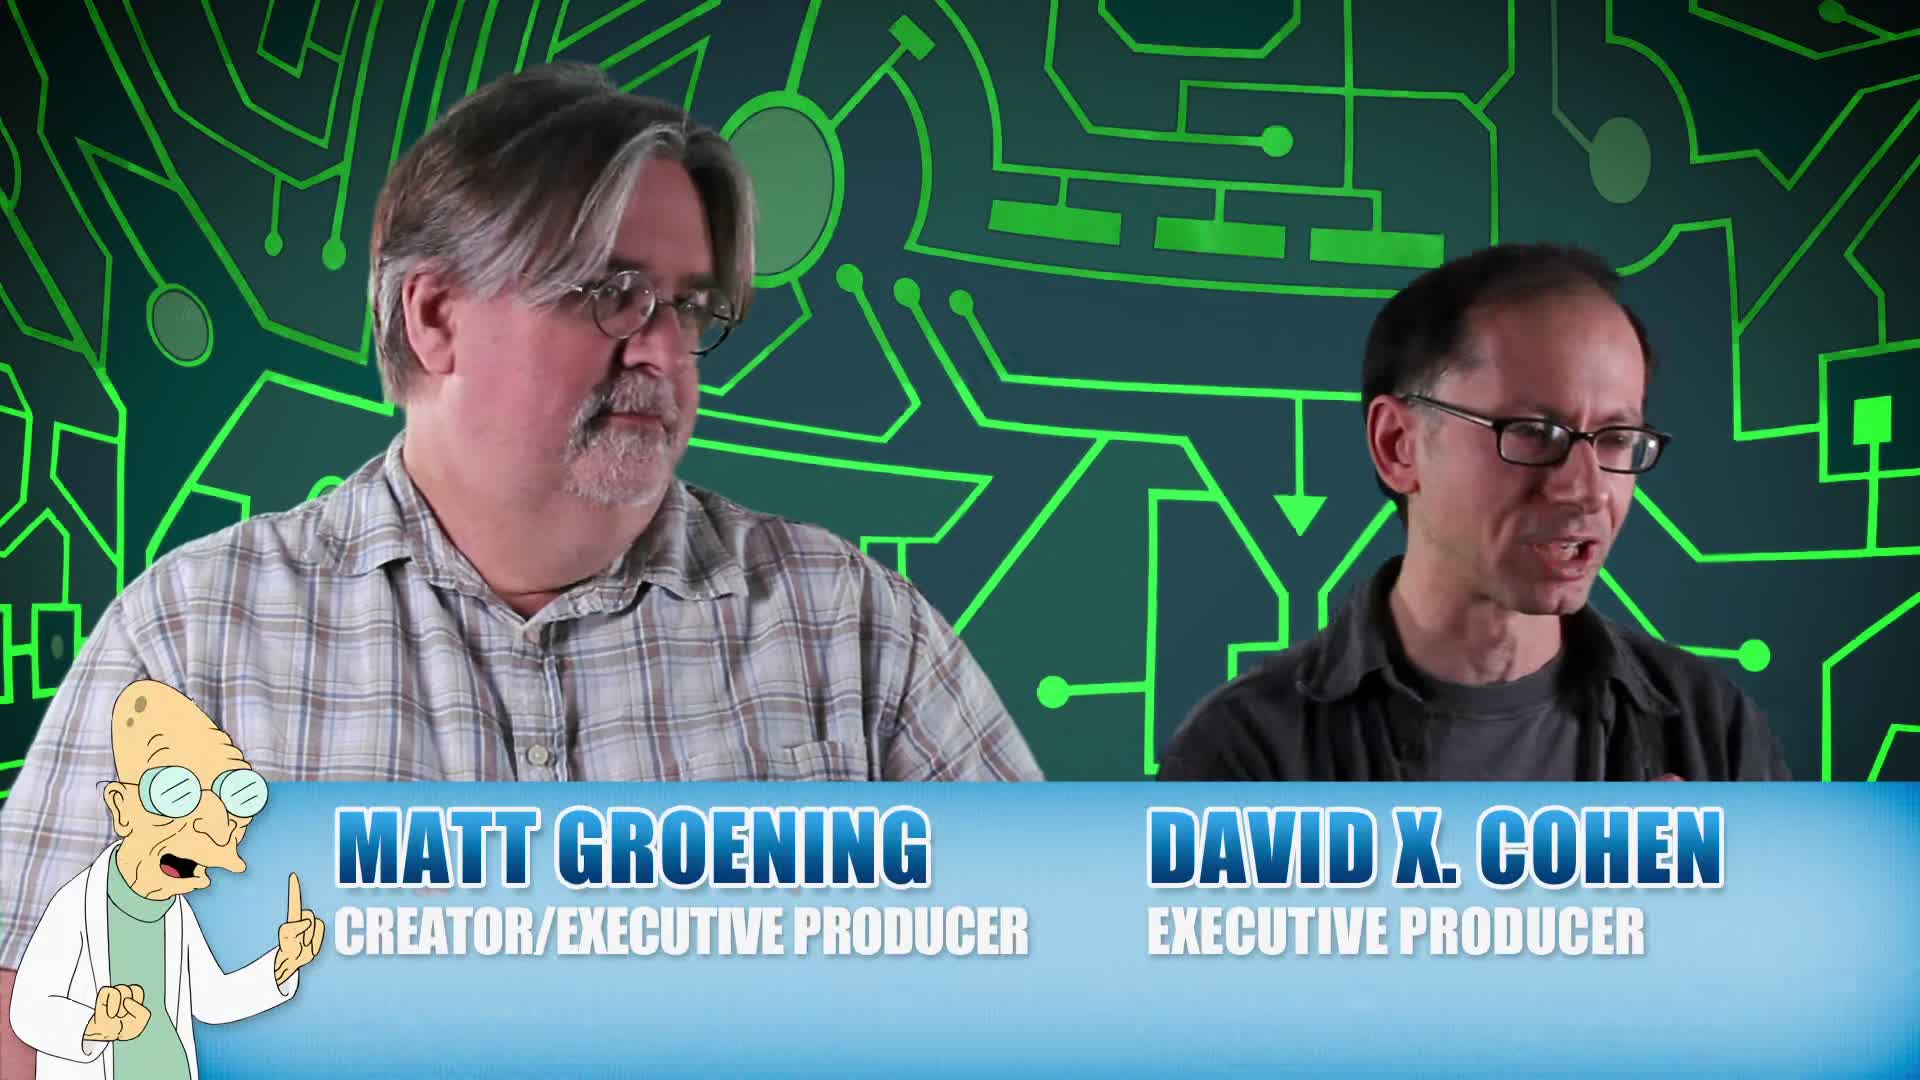 MATT GROENING
CREATOR/EXECUTIVE PRODUCER
DAVID X. COHEN
EXECUTIVE PRODUCER